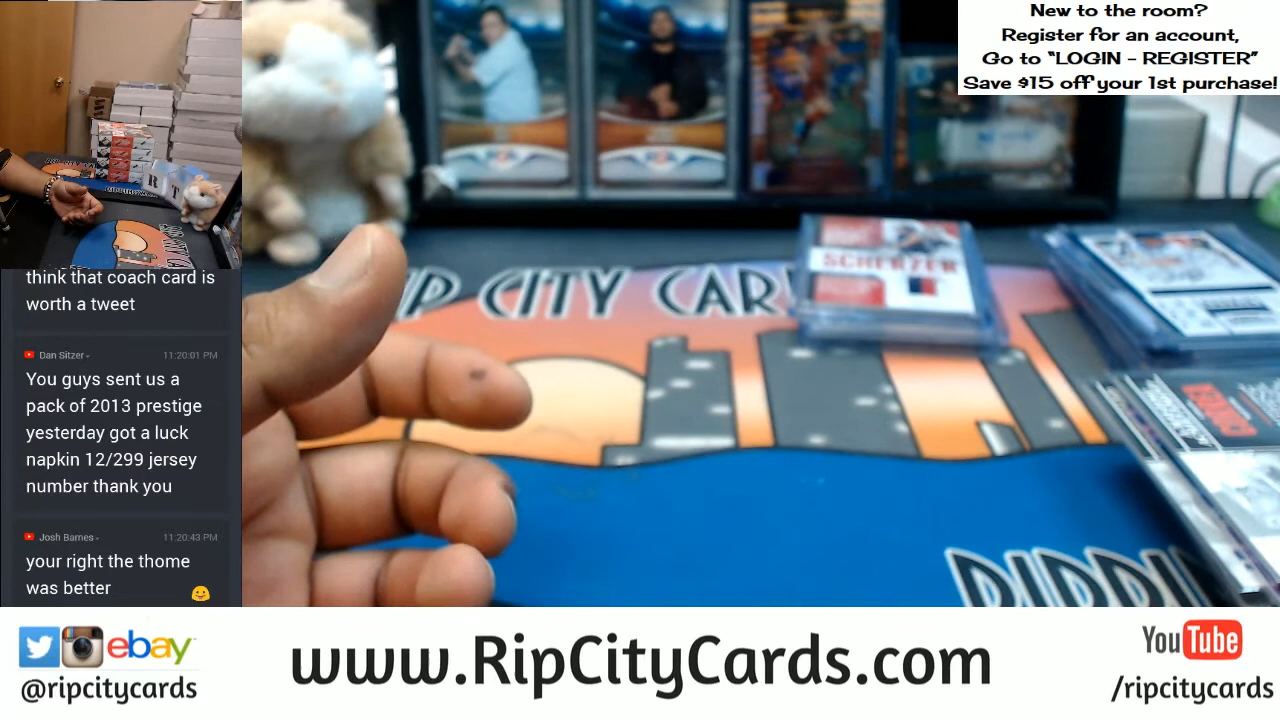 New to the room?
Register for an account,
Go to "LOGIN - REGISTER"
Save $15 off your 1st purchase!
think that coach card is
worth a tweet
Dan Sitzer
11:20:01 PM
You guys sent us a
pack of 2013 prestige
yesterday got a luck
napkin 12/299 jersey
number thank you
Josh Barnes
11:20:43 PM
your right the thome
was better
RIP CITY CAR
SCHERZER
ebay
@ripcitycards
www.RipCityCards.com
YouTube
/ripcitycards